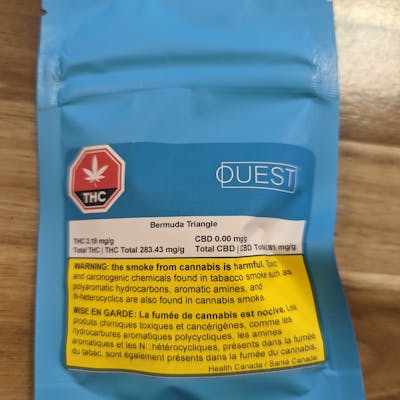 THC
QUEST
Bermuda Triangle
THC 2.18 mg/g
CBD 0.00 mg/g
Total THC | THC Total 283.43 mg/g
Total CBD | CBD Total mg/g
WARNING: the smoke from cannabis is harmful. Toxic
and caronogenic chemicals found in tobacco smoke such as
polyaromatic hydrocarbons, aromatic amines, and
N-heterocyclics are also found in cannabis smoke.
MISE EN GARDE: La fumée de cannabis est nocive. Les
produits chimiques toxiques et cancérigènes, comme les
hydrocarbures aromatiques polycycliques, les amines
aromatiques et les N□hétérocycliques, présents dans la fumée
du tabac, sont également présents dans la fumée du cannabis.
Health Canada / Santé Canada